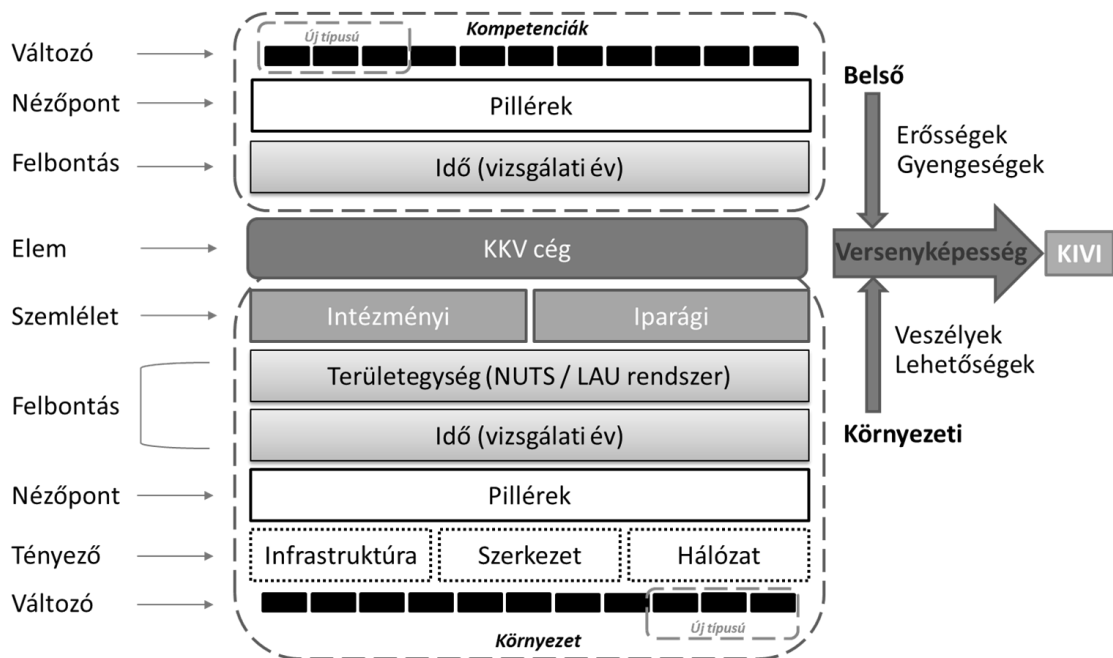 Kompetenciák
Új típusú
Változó
Nézőpont
Pillérek
Felbontás
Idő (vizsgálati év)
Elem
KKV cég
Szemlélet
Intézményi
Iparági
Felbontás
Területegység (NUTS / LAU rendszer)
Idő (vizsgálati év)
Nézőpont
Pillérek
Tényező
Infrastruktúra
Szerkezet
Hálózat
Változó
Új típusú
Környezet
Belső
Erősségek
Gyengeségek
Versenyképesség
KIVI
Veszélyek
Lehetőségek
Környezeti